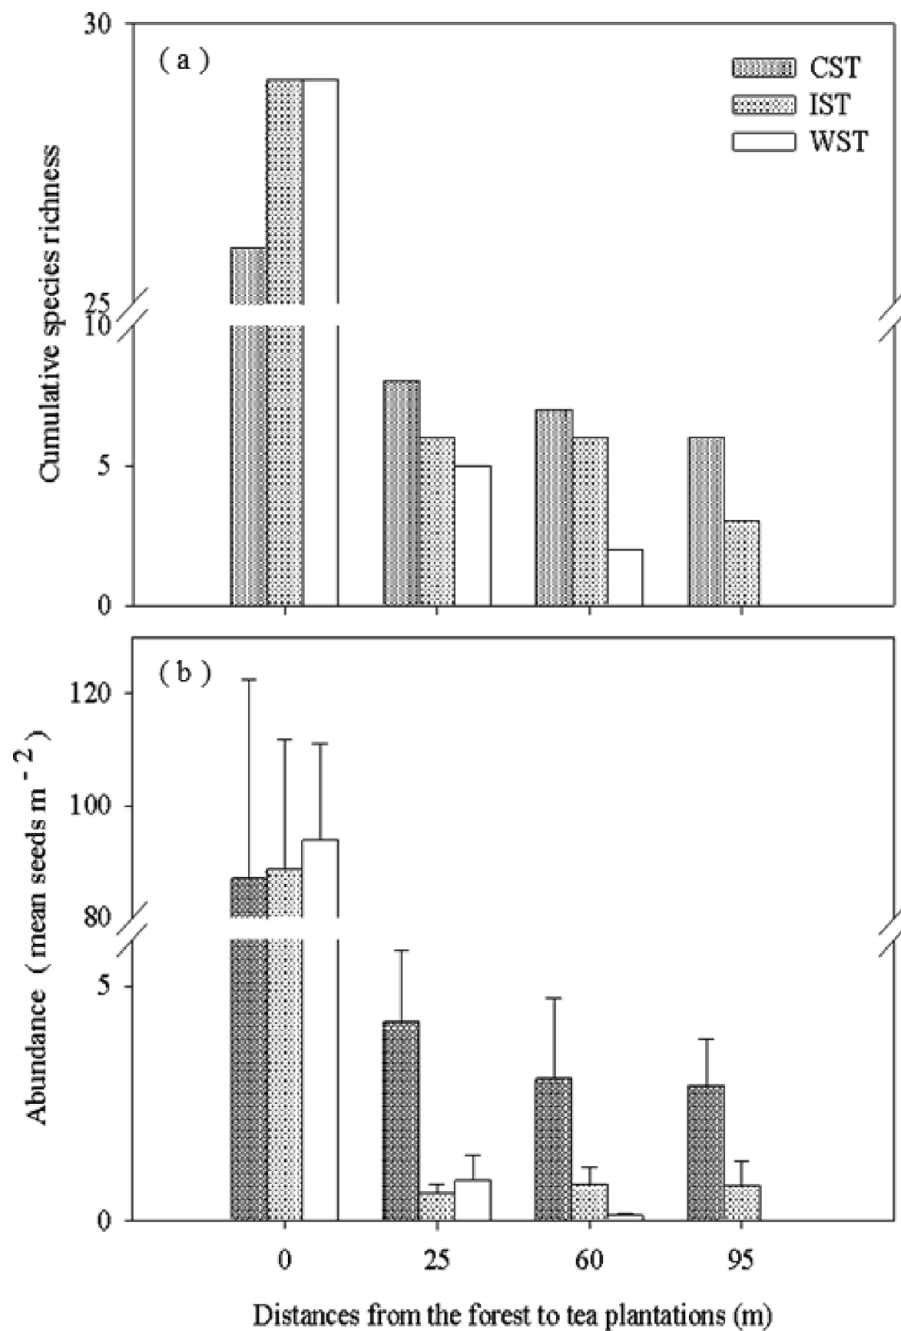 30
( a )
CST
IST
WST
Cumulative species richness
25
10
5
0
( b )
120
100
80
5
0
Abundance ( mean seeds m⁻²)
0 25 60 95
Distances from the forest to tea plantations (m)